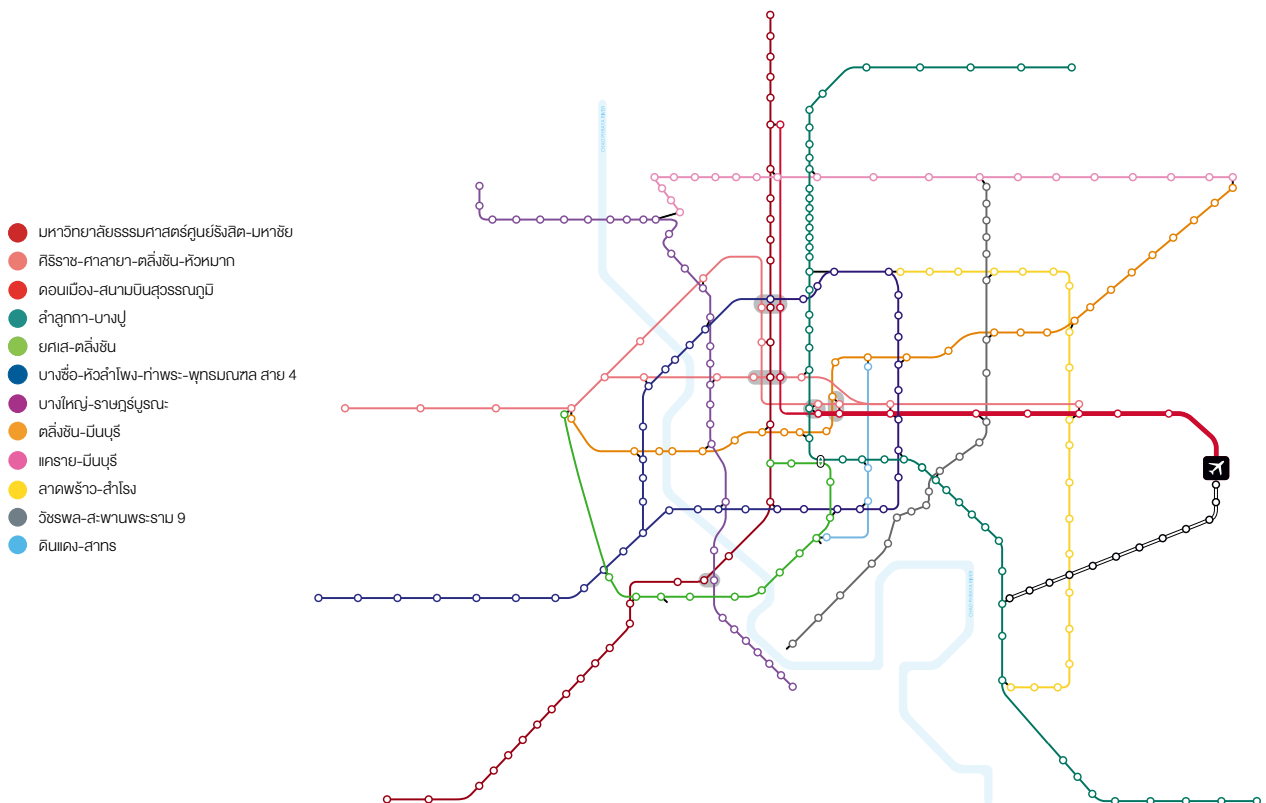 มหาวิทยาลัยธรรมศาสตร์ศูนย์รังสิต-มหาชัย
ศิริราช-ศาลายา-ตลิ่งชัน-หัวหมาก
ดอนเมือง-สนามบินสุวรรณภูมิ
ลำลูกกา-บางปู
ยศเส-ตลิ่งชัน
บางซื่อ-หัวลำโพง-ท่าพระ-พุทธมณฑล สาย 4
บางใหญ่-ราษฎร์บูรณะ
ตลิ่งชัน-มีนบุรี
แคราย-มีนบุรี
ลาดพร้าว-สำโรง
วัชรพล-สะพานพระราม 9
ดินแดง-สาทร